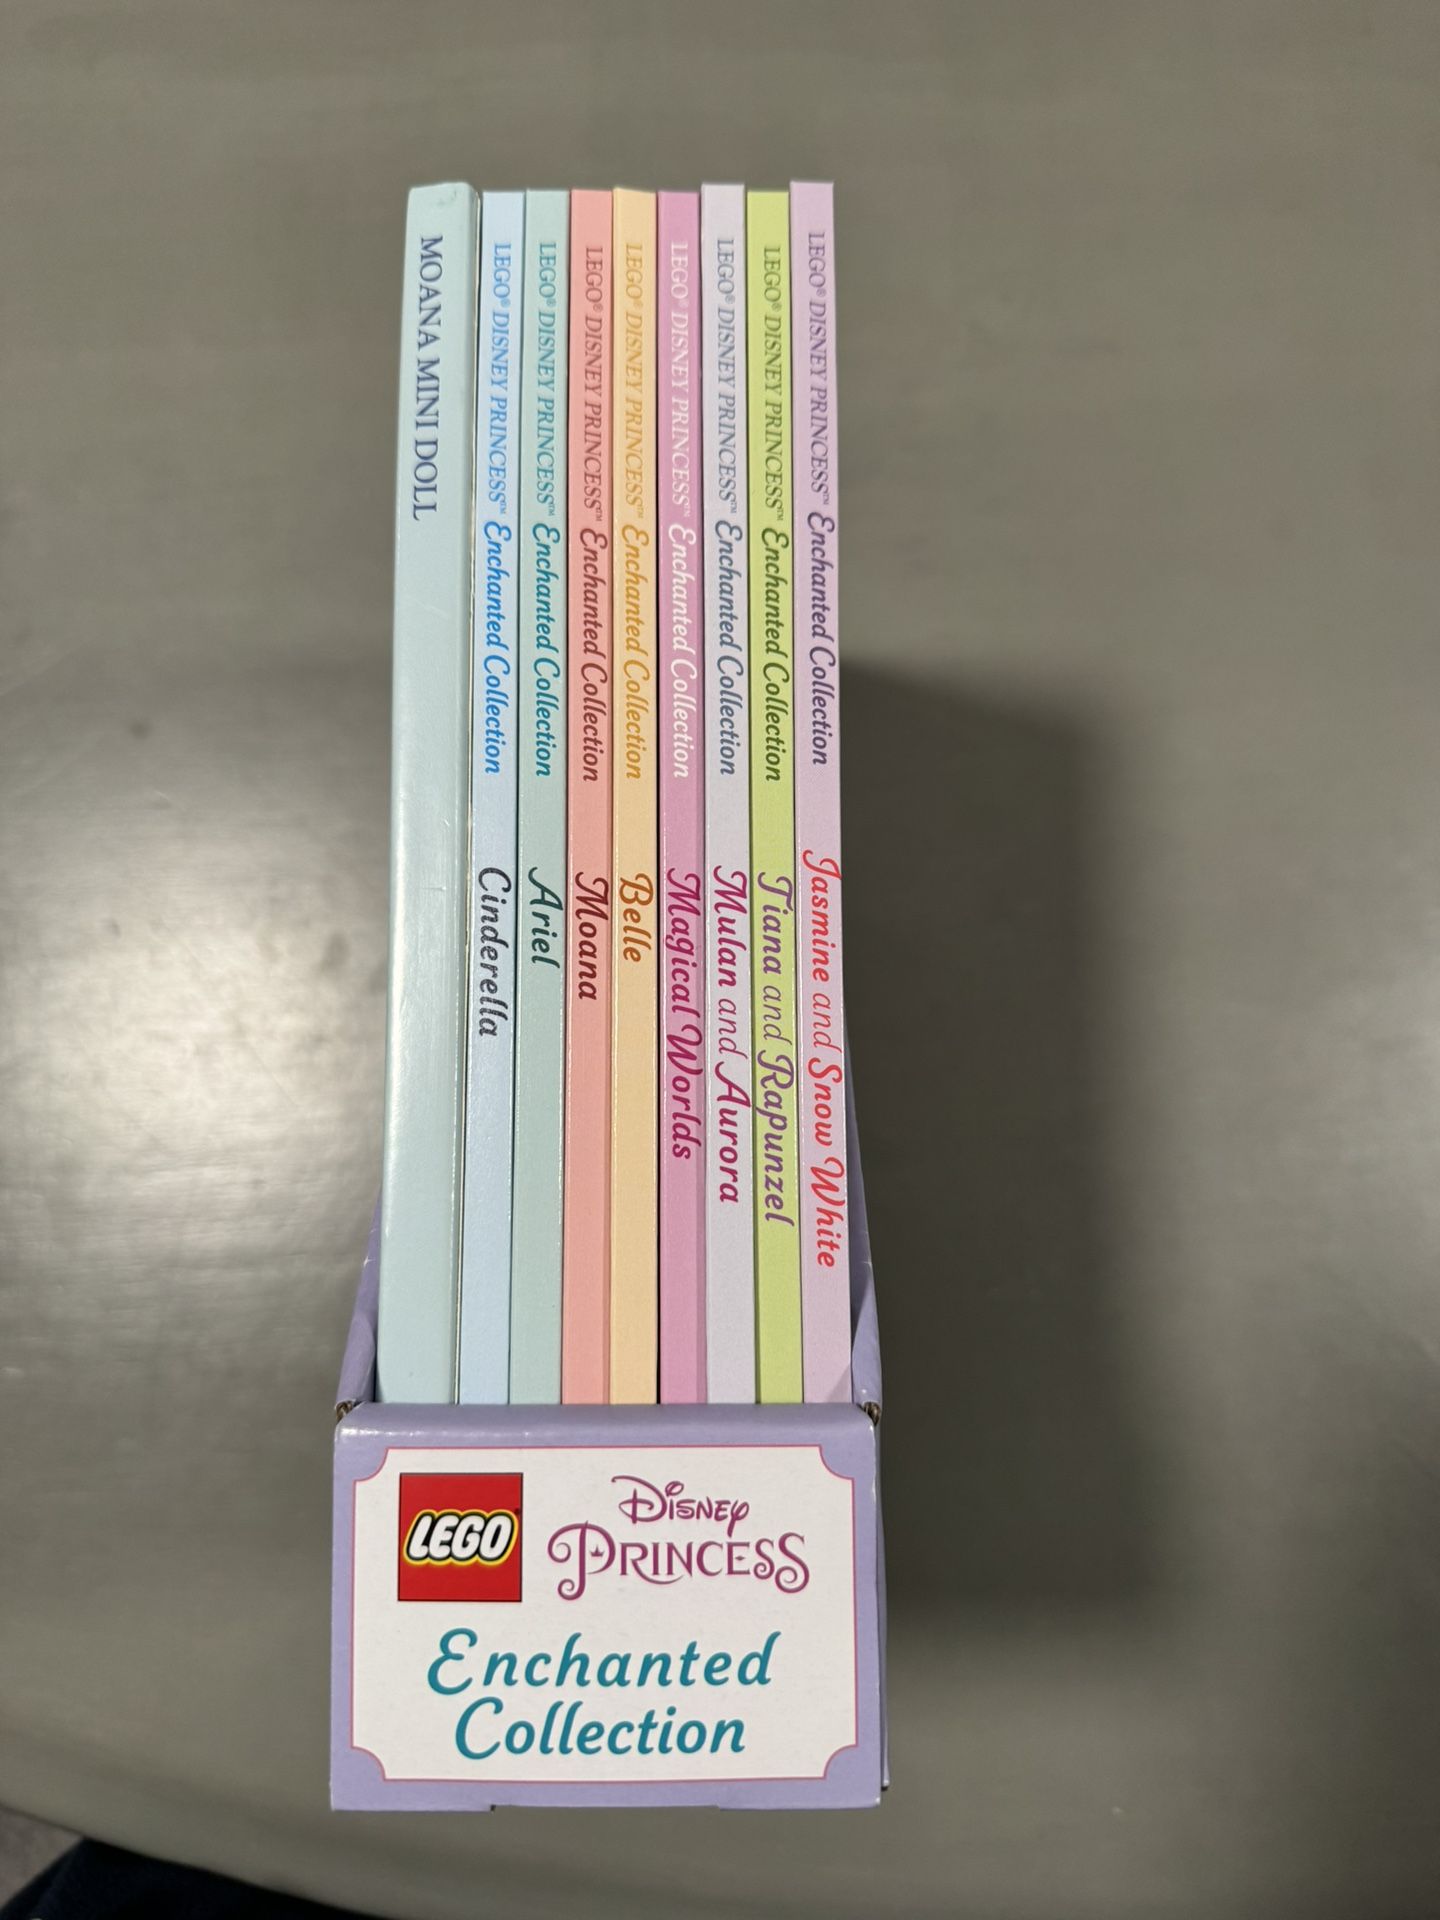 MOANA MINI DOLL
LEGO® DISNEY PRINCESS™ Enchanted Collection Cinderella
LEGO® DISNEY PRINCESS™ Enchanted Collection Ariel
LEGO® DISNEY PRINCESS™ Enchanted Collection Moana
LEGO® DISNEY PRINCESS™ Enchanted Collection Belle
LEGO® DISNEY PRINCESS™ Enchanted Collection Magical Worlds
LEGO® DISNEY PRINCESS™ Enchanted Collection Mulan and Aurora
LEGO® DISNEY PRINCESS™ Enchanted Collection Tiana and Rapunzel
LEGO® DISNEY PRINCESS™ Enchanted Collection Jasmine and Snow White
LEGO
DISNEY
PRINCESS
Enchanted
Collection